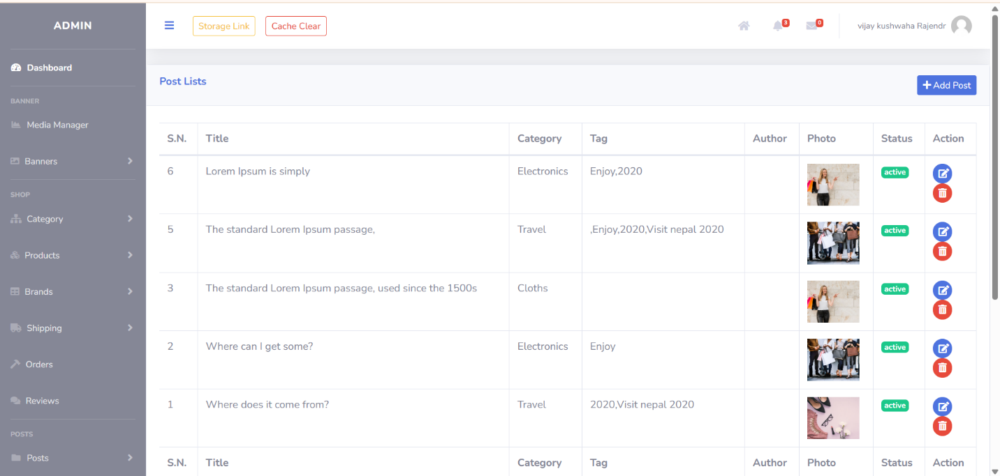 ADMIN
Storage Link
Cache Clear
3
0
vijay kushwaha Rajendr
Dashboard
BANNER
Media Manager
Banners
SHOP
Category
Products
Brands
Shipping
Orders
Reviews
POSTS
Posts
Post Lists
Add Post
S.N. Title Category Tag Author Photo Status Action
6 Lorem Ipsum is simply Electronics Enjoy,2020 active
5 The standard Lorem Ipsum passage, Travel ,Enjoy,2020,Visit nepal 2020 active
3 The standard Lorem Ipsum passage, used since the 1500s Cloths active
2 Where can I get some? Electronics Enjoy active
1 Where does it come from? Travel 2020,Visit nepal 2020 active
S.N. Title Category Tag Author Photo Status Action